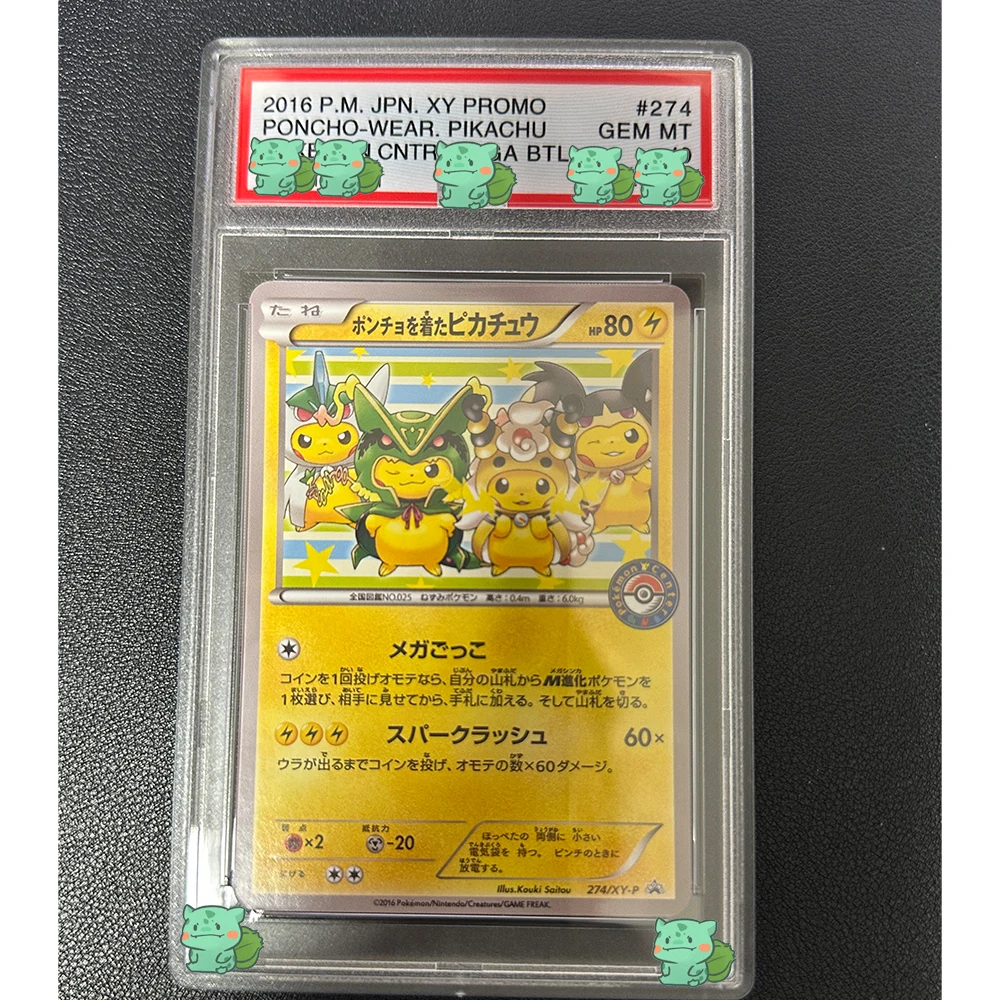 2016 P.M. JPN. XY PROMO #274
PONCHO-WEAR. PIKACHU GEM MT
CNTR BTL
たね ポンチョを着たピカチュウ HP80
全国図鑑NO.025 ねずみポケモン 高さ:0.4m 重さ:6.0kg
Pokémon Centers
メガごっこ
コインを1回投げオモテなら、自分の山札からM進化ポケモンを
1枚選び、相手に見せてから、手札に加える。そして山札を切る。
スパークラッシュ 60×
ウラが出るまでコインを投げ、オモテの数×60ダメージ。
弱点 抵抗力
×2 -20
にげる
ほっぺたの 両側に 小さい
電気袋を 持つ。 ピンチのときに
放電する。
Illus.Kouki Saitou 274/XY-P
©2016 Pokémon/Nintendo/Creatures/GAME FREAK.